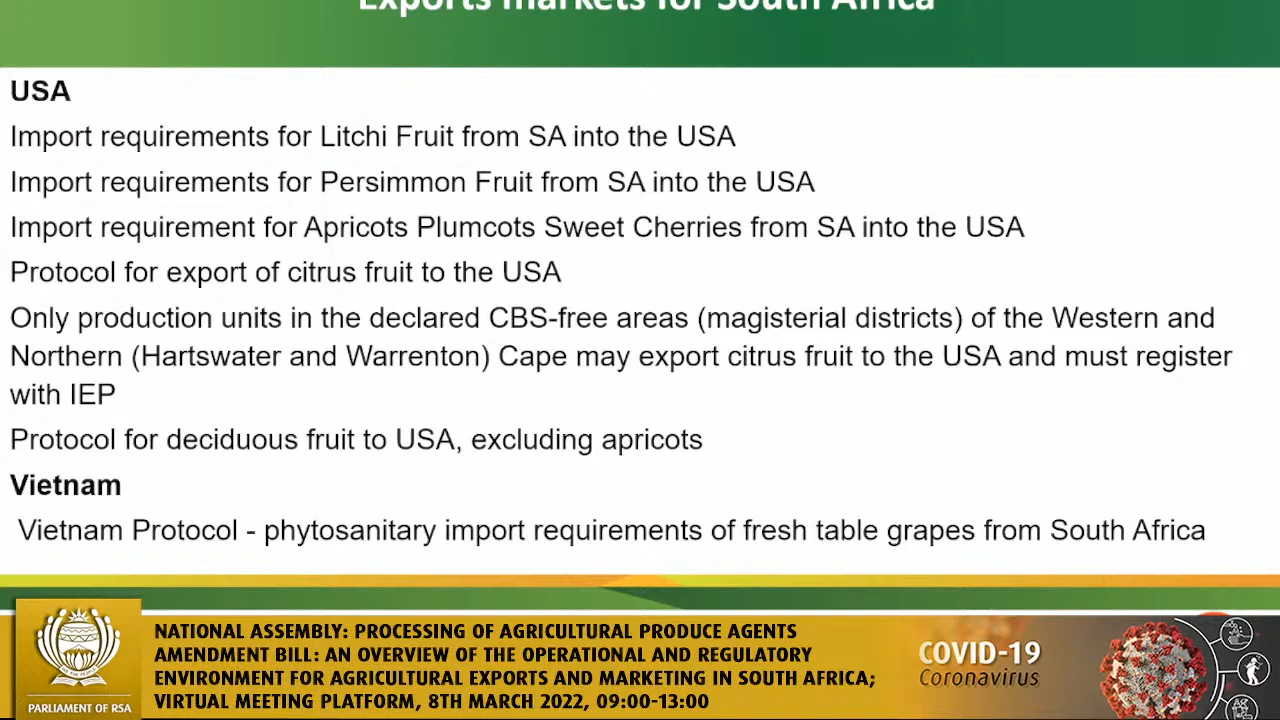 Exports markets for South Africa
USA
Import requirements for Litchi Fruit from SA into the USA
Import requirements for Persimmon Fruit from SA into the USA
Import requirement for Apricots Plumcots Sweet Cherries from SA into the USA
Protocol for export of citrus fruit to the USA
Only production units in the declared CBS-free areas (magisterial districts) of the Western and
Northern (Hartswater and Warrenton) Cape may export citrus fruit to the USA and must register
with IEP
Protocol for deciduous fruit to USA, excluding apricots
Vietnam
Vietnam Protocol - phytosanitary import requirements of fresh table grapes from South Africa
NATIONAL ASSEMBLY: PROCESSING OF AGRICULTURAL PRODUCE AGENTS
AMENDMENT BILL: AN OVERVIEW OF THE OPERATIONAL AND REGULATORY
ENVIRONMENT FOR AGRICULTURAL EXPORTS AND MARKETING IN SOUTH AFRICA;
VIRTUAL MEETING PLATFORM, 8TH MARCH 2022, 09:00-13:00
PARLIAMENT OF RSA
COVID-19
Coronavirus